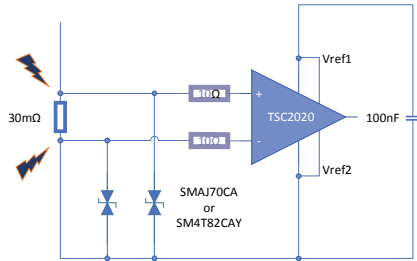 Vref1
10Ω
+
TSC2020
30mΩ
100nF
10Ω
-
Vref2
SMAJ70CA
or
SM4T82CAY